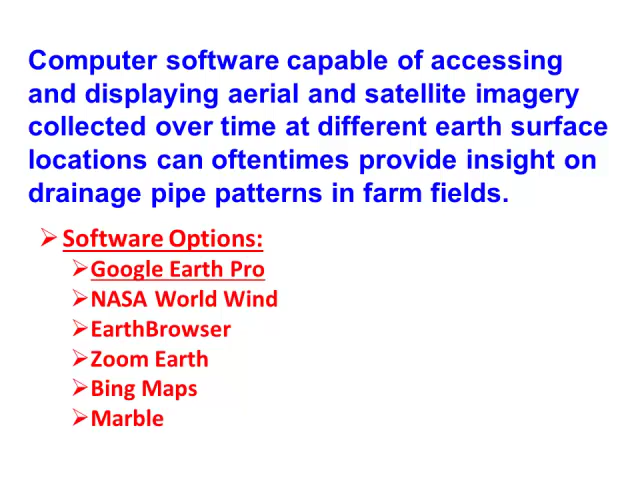 Computer software capable of accessing
and displaying aerial and satellite imagery
collected over time at different earth surface
locations can oftentimes provide insight on
drainage pipe patterns in farm fields.
➢ Software Options:
➢ Google Earth Pro
➢ NASA World Wind
➢ EarthBrowser
➢ Zoom Earth
➢ Bing Maps
➢ Marble